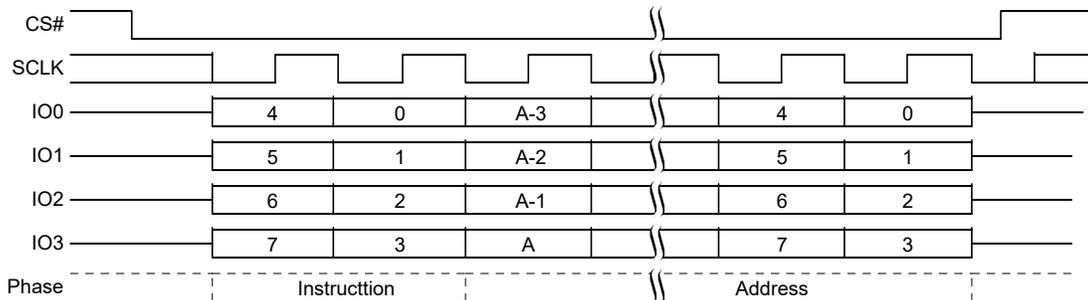 CS#
SCLK
IO0 4 0 A-3 4 0
IO1 5 1 A-2 5 1
IO2 6 2 A-1 6 2
IO3 7 3 A 7 3
Phase Instructtion Address